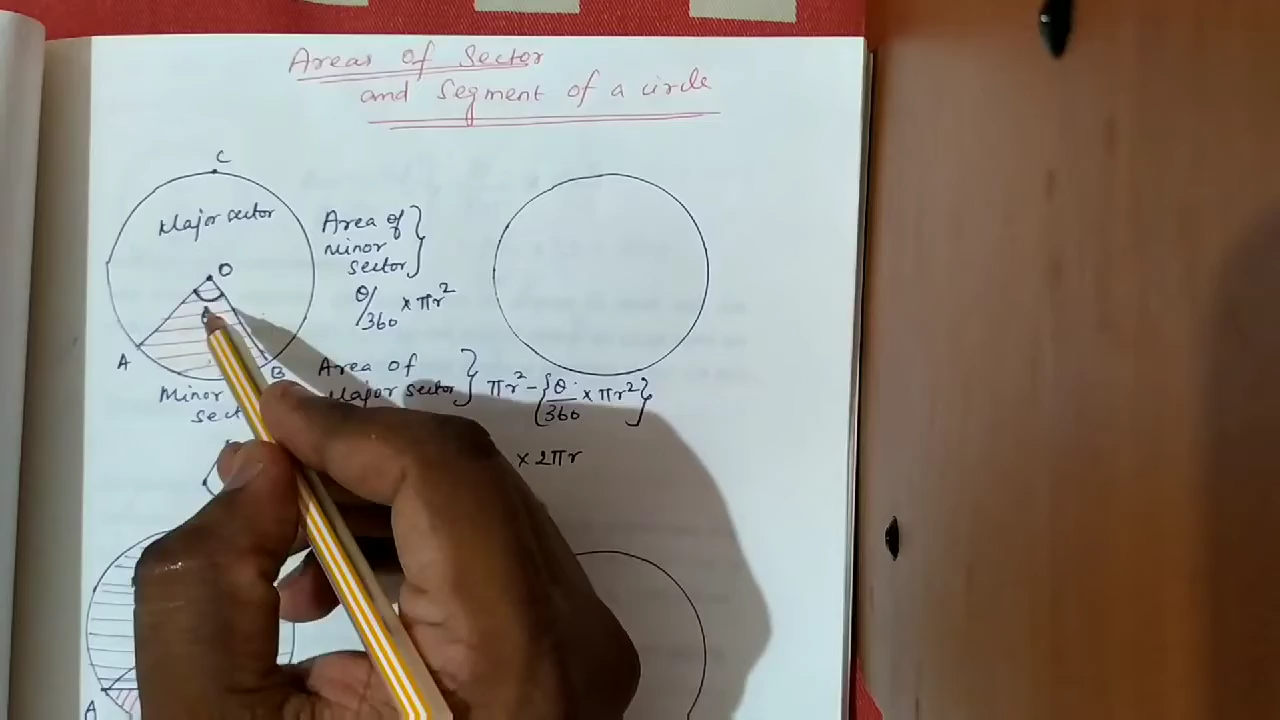 Areas of Sector
and Segment of a circle
C
Major sector
O
θ
A
B
Minor
Area of
minor
sector
θ/360 × πr²
Area of
Major sector } πr² - {θ/360 × πr²}
× 2πr
A